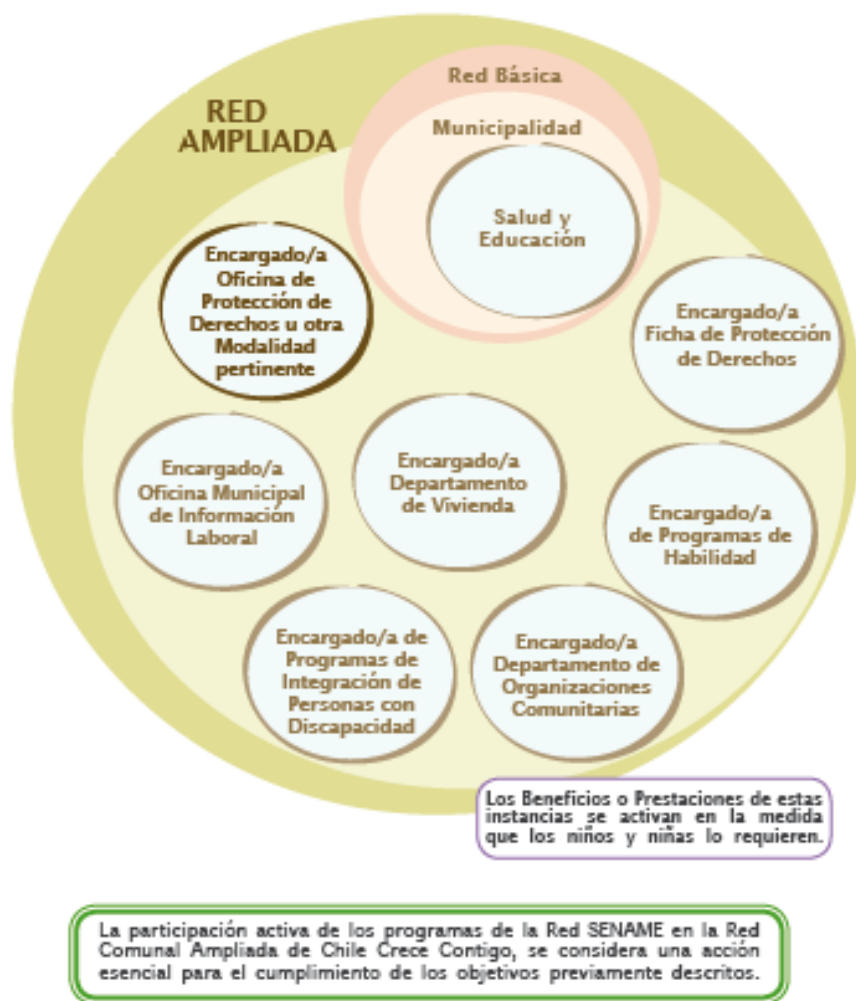 Red Básica
RED
AMPLIADA
Municipalidad
Salud y
Educación
Encargado/a
Oficina de
Protección de
Derechos u otra
Modalidad
pertinente
Encargado/a
Ficha de Protección
de Derechos
Encargado/a
Oficina Municipal
de Información
Laboral
Encargado/a
Departamento
de Vivienda
Encargado/a
de Programas de
Habilidad
Encargado/a de
Programas de
Integración de
Personas con
Discapacidad
Encargado/a
Departamento de
Organizaciones
Comunitarias
Los Beneficios o Prestaciones de estas
instancias se activan en la medida
que los niños y niñas lo requieren.
La participación activa de los programas de la Red SENAME en la Red
Comunal Ampliada de Chile Crece Contigo, se considera una acción
esencial para el cumplimiento de los objetivos previamente descritos.